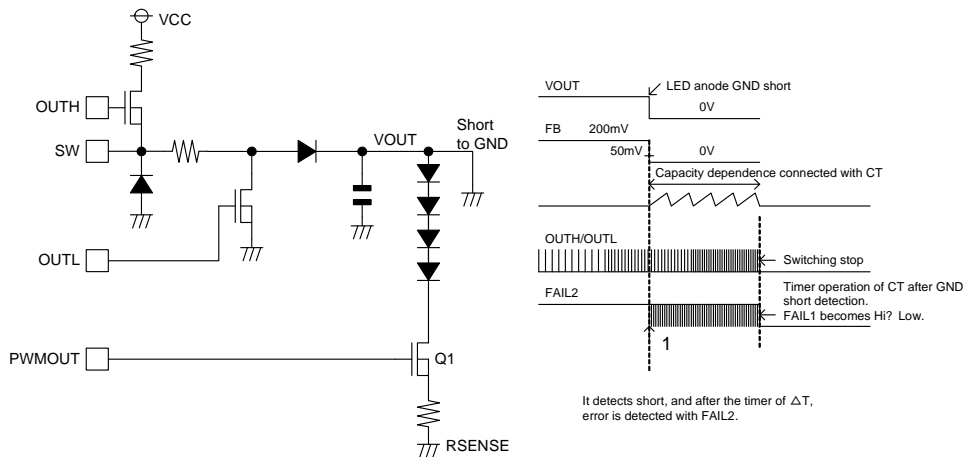 VCC
OUTH
SW
VOUT
Short
to GND
OUTL
PWMOUT
Q1
RSENSE
VOUT
LED anode GND short
0V
FB
200mV
50mV
0V
Capacity dependence connected with CT
OUTH/OUTL
Switching stop
Timer operation of CT after GND
short detection.
FAIL2
FAIL1 becomes Hi? Low.
1
It detects short, and after the timer of △T,
error is detected with FAIL2.